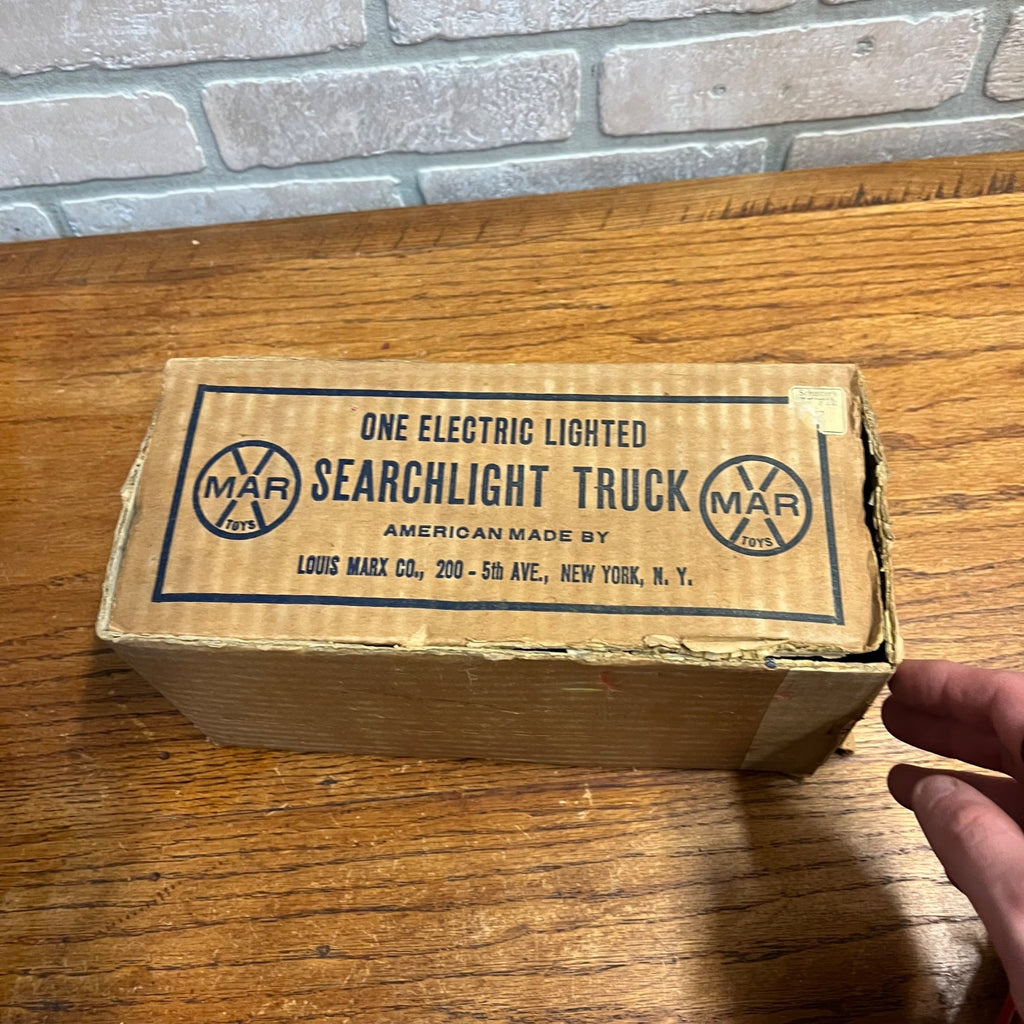 ONE ELECTRIC LIGHTED
MAR TOYS
SEARCHLIGHT TRUCK
MAR TOYS
AMERICAN MADE BY
LOUIS MARX CO., 200 - 5th AVE., NEW YORK, N. Y.